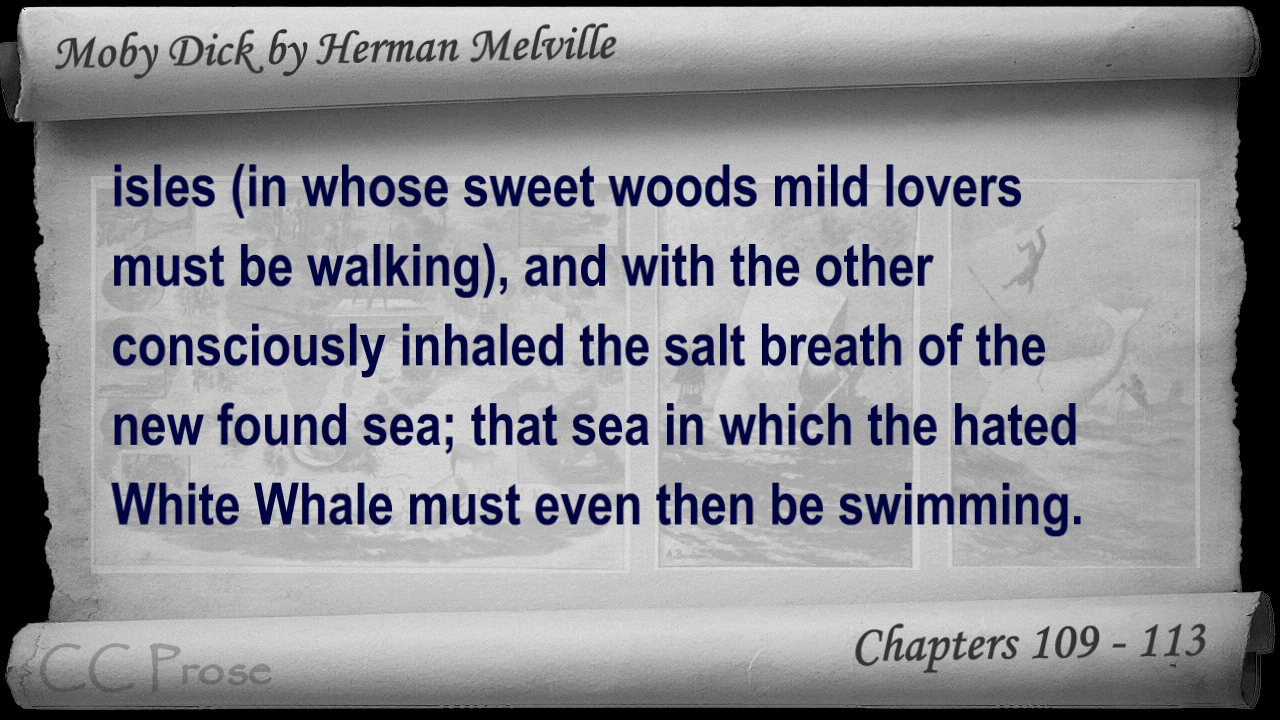 Moby Dick by Herman Melville
isles (in whose sweet woods mild lovers
must be walking), and with the other
consciously inhaled the salt breath of the
new found sea; that sea in which the hated
White Whale must even then be swimming.
Chapters 109 - 113
CC Prose